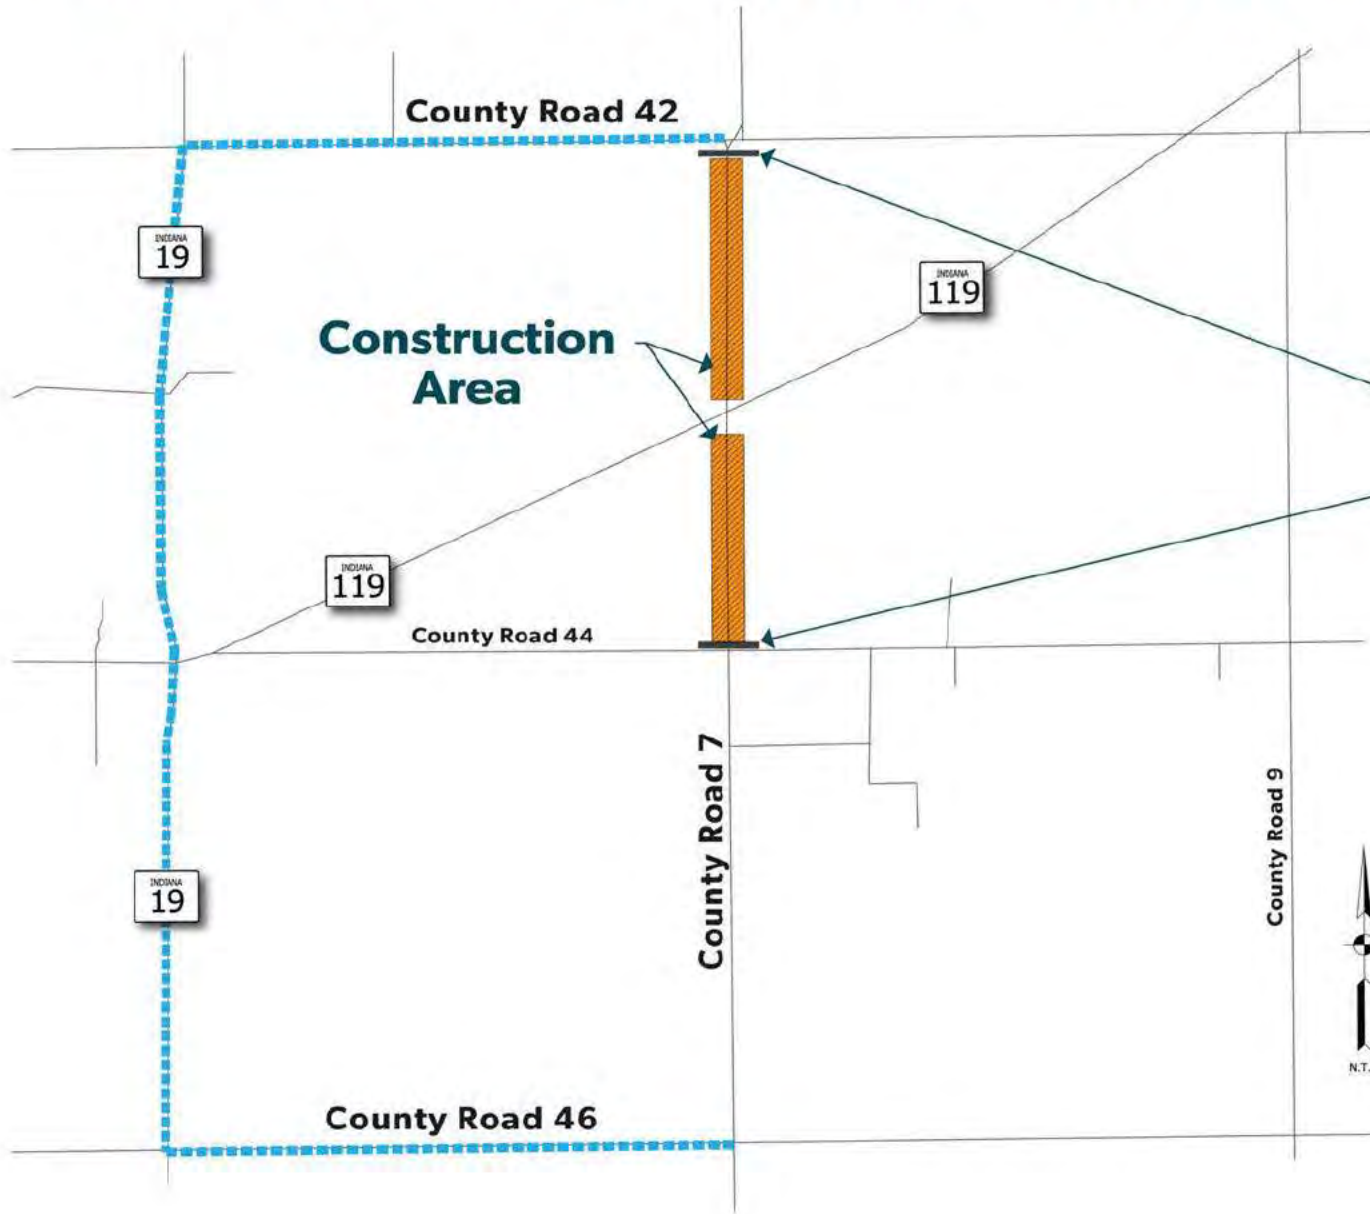 County Road 42
INDIANA
19
INDIANA
119
Construction
Area
INDIANA
119
County Road 44
County Road 7
County Road 9
INDIANA
19
N.T.
County Road 46